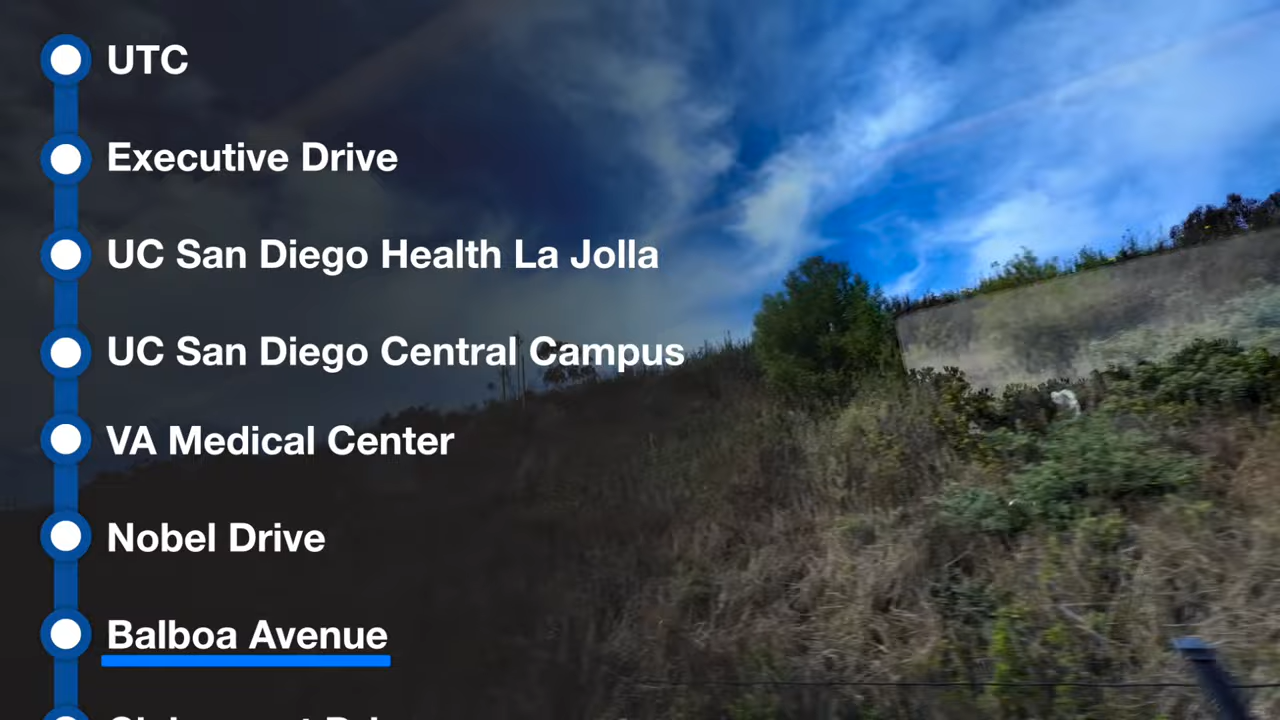 UTC
Executive Drive
UC San Diego Health La Jolla
UC San Diego Central Campus
VA Medical Center
Nobel Drive
Balboa Avenue